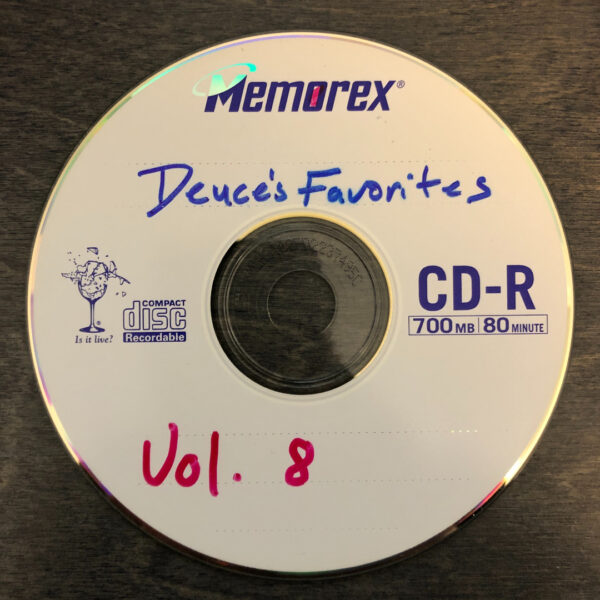 Memorex®
Deuce's Favorites
Is it live?®
COMPACT
disc
Recordable
CD-R
700 MB | 80 MINUTE
Vol. 8